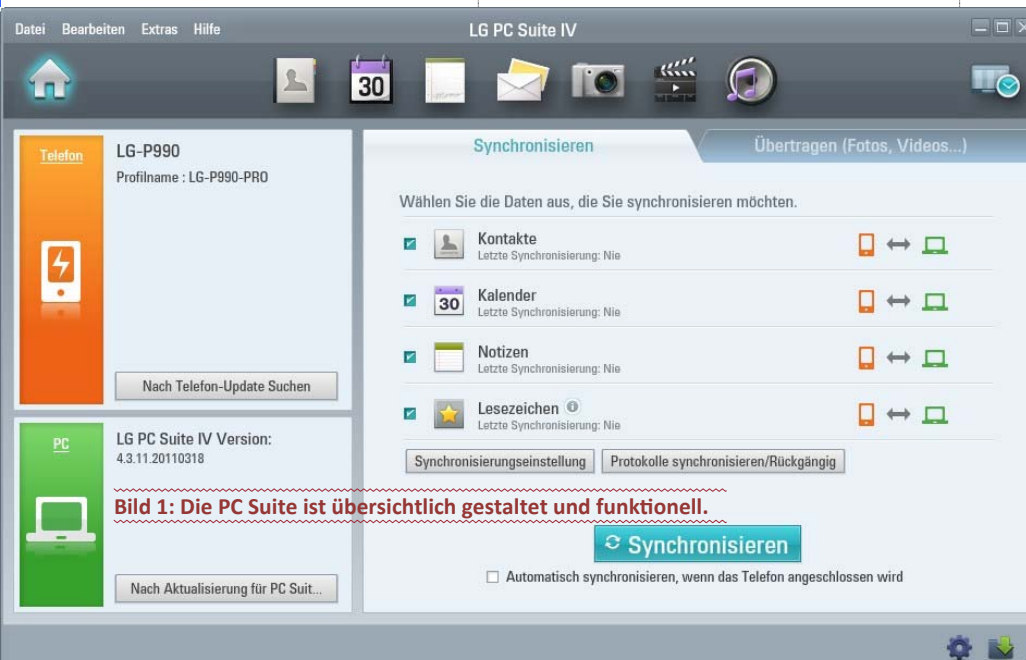 Datei Bearbeiten Extras Hilfe
LG PC Suite IV
30
Telefon
LG-P990
Profilname : LG-P990-PRO
Nach Telefon-Update Suchen
PC
LG PC Suite IV Version:
4.3.11.20110318
Nach Aktualisierung für PC Suit...
Synchronisieren
Übertragen (Fotos, Videos...)
Wählen Sie die Daten aus, die Sie synchronisieren möchten.
Kontakte
Letzte Synchronisierung: Nie
30
Kalender
Letzte Synchronisierung: Nie
Notizen
Letzte Synchronisierung: Nie
Lesezeichen
Letzte Synchronisierung: Nie
Synchronisierungseinstellung Protokolle synchronisieren/Rückgängig
Bild 1: Die PC Suite ist übersichtlich gestaltet und funktionell.
Synchronisieren
Automatisch synchronisieren, wenn das Telefon angeschlossen wird